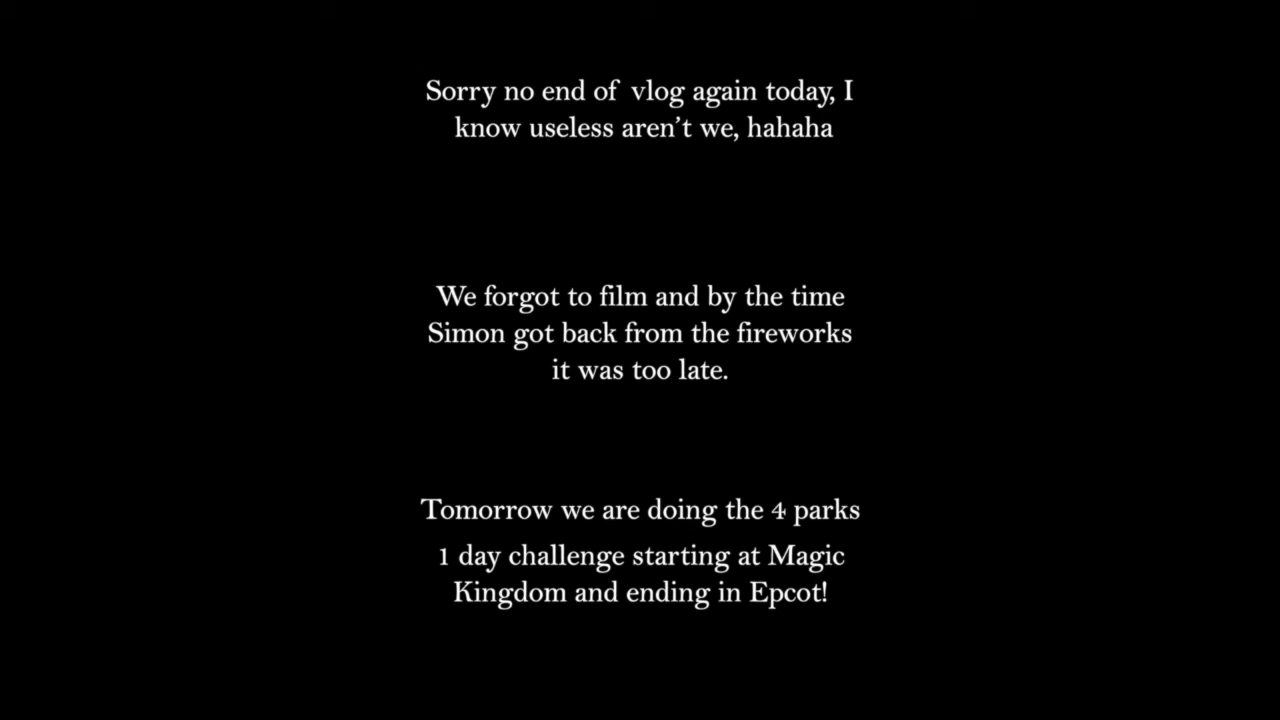 Sorry no end of vlog again today, I
know useless aren’t we, hahaha
We forgot to film and by the time
Simon got back from the fireworks
it was too late.
Tomorrow we are doing the 4 parks
1 day challenge starting at Magic
Kingdom and ending in Epcot!